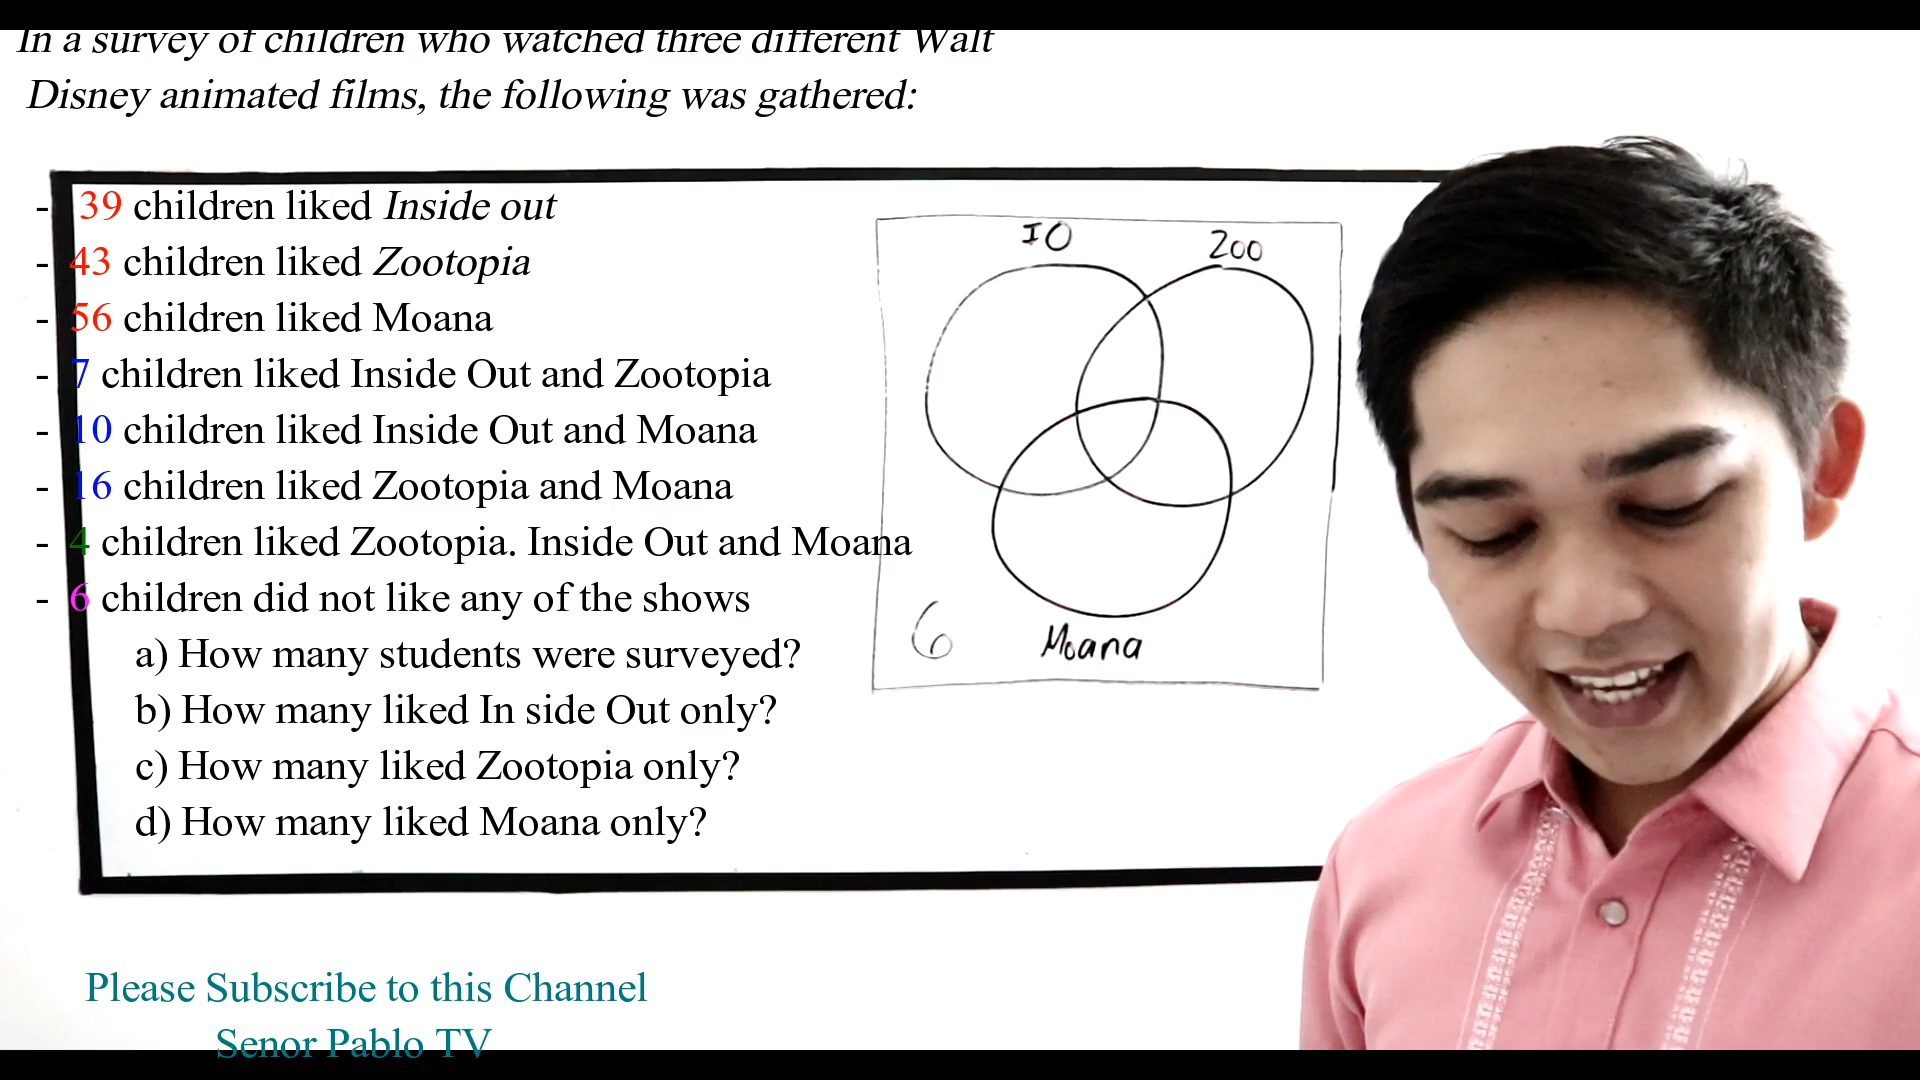 In a survey of children who watched three different Walt
Disney animated films, the following was gathered:
- 39 children liked Inside out
- 43 children liked Zootopia
- 56 children liked Moana
- 7 children liked Inside Out and Zootopia
- 10 children liked Inside Out and Moana
- 16 children liked Zootopia and Moana
- 4 children liked Zootopia. Inside Out and Moana
- 6 children did not like any of the shows
a) How many students were surveyed?
b) How many liked In side Out only?
c) How many liked Zootopia only?
d) How many liked Moana only?
IO
Zoo
6
Moana
Please Subscribe to this Channel
Senor Pablo TV